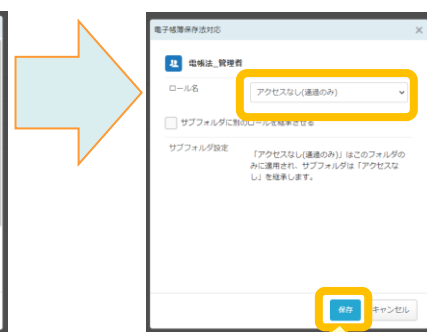 電子帳簿保存法対応
×
電帳法_管理者
ロール名
アクセスなし(通過のみ)
サブフォルダに別のロールを継承させる
サブフォルダ設定
「アクセスなし(通過のみ)」はこのフォルダの
みに適用され、サブフォルダは「アクセスな
し」を継承します。
保存
キャンセル